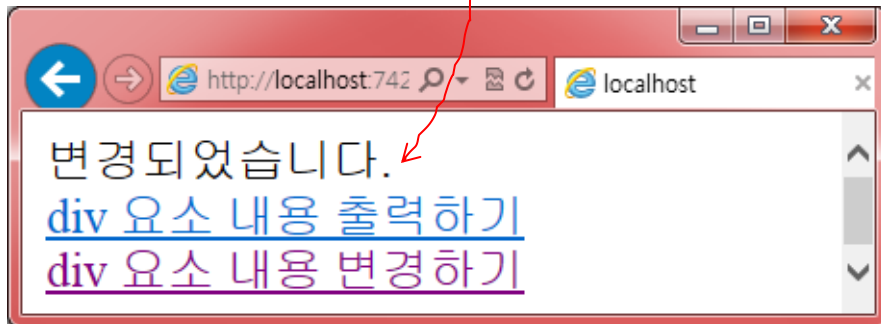 http://localhost:742
localhost
변경되었습니다.
div 요소 내용 출력하기
div 요소 내용 변경하기